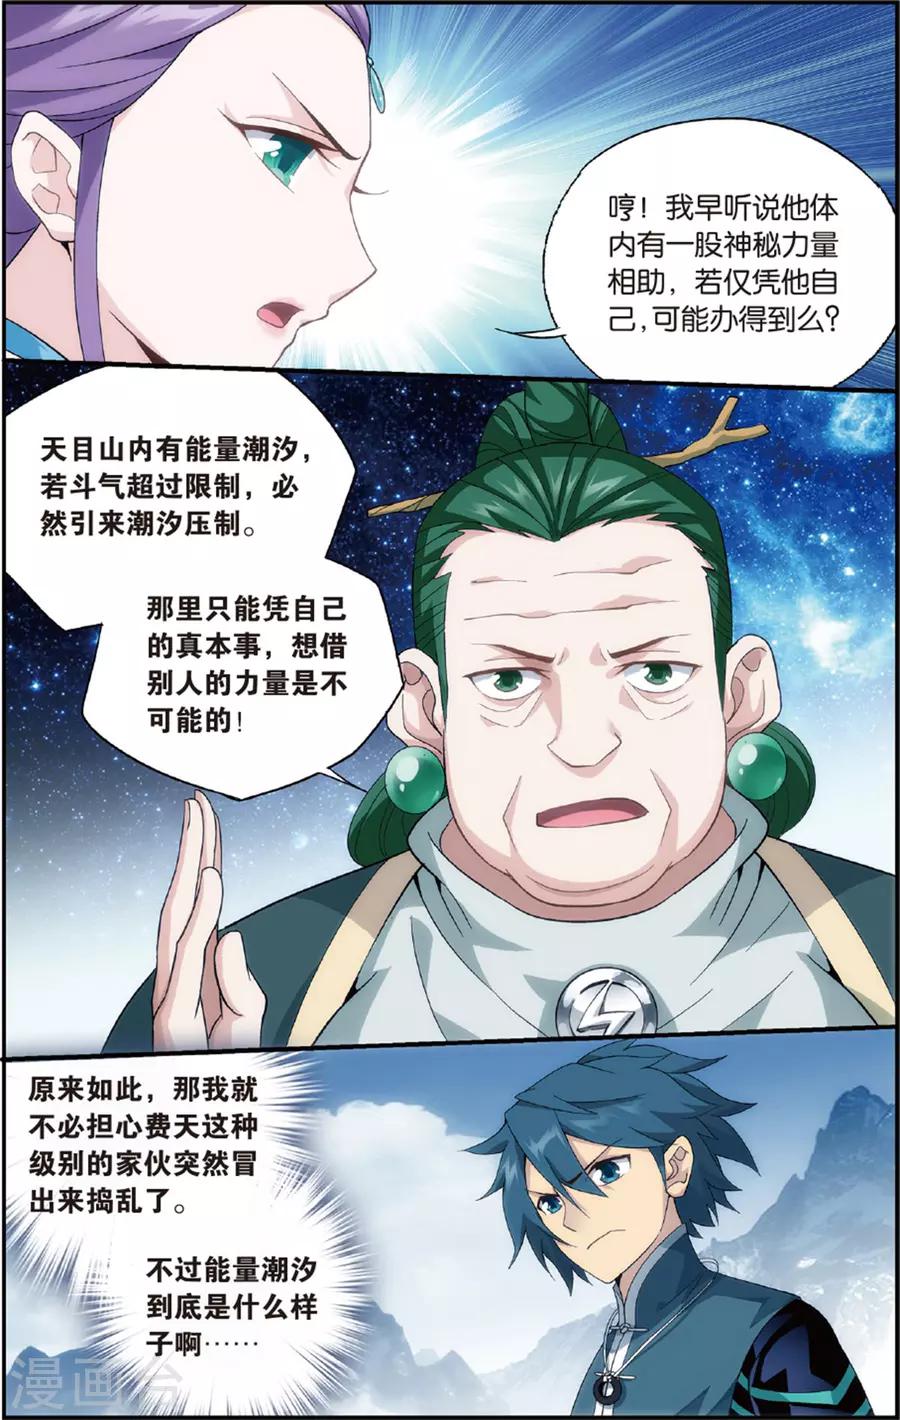 哼！我早听说他体
内有一股神秘力量
相助，若仅凭他自
己，可能办得到么？
天目山内有能量潮汐，
若斗气超过限制，必
然引来潮汐压制。
那里只能凭自己
的真本事，想借
别人的力量是不
可能的！
原来如此，那我就
不必担心费天这种
级别的家伙突然冒
出来捣乱了。
不过能量潮汐
到底是什么样
子啊……
漫画台